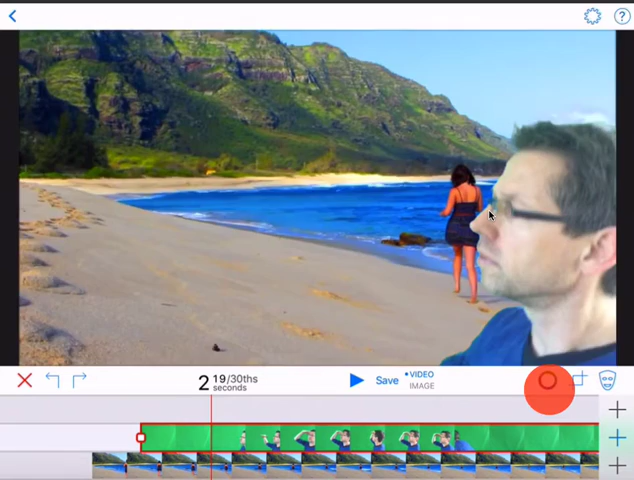 ?
2 19/30ths
seconds
Save
•VIDEO
IMAGE